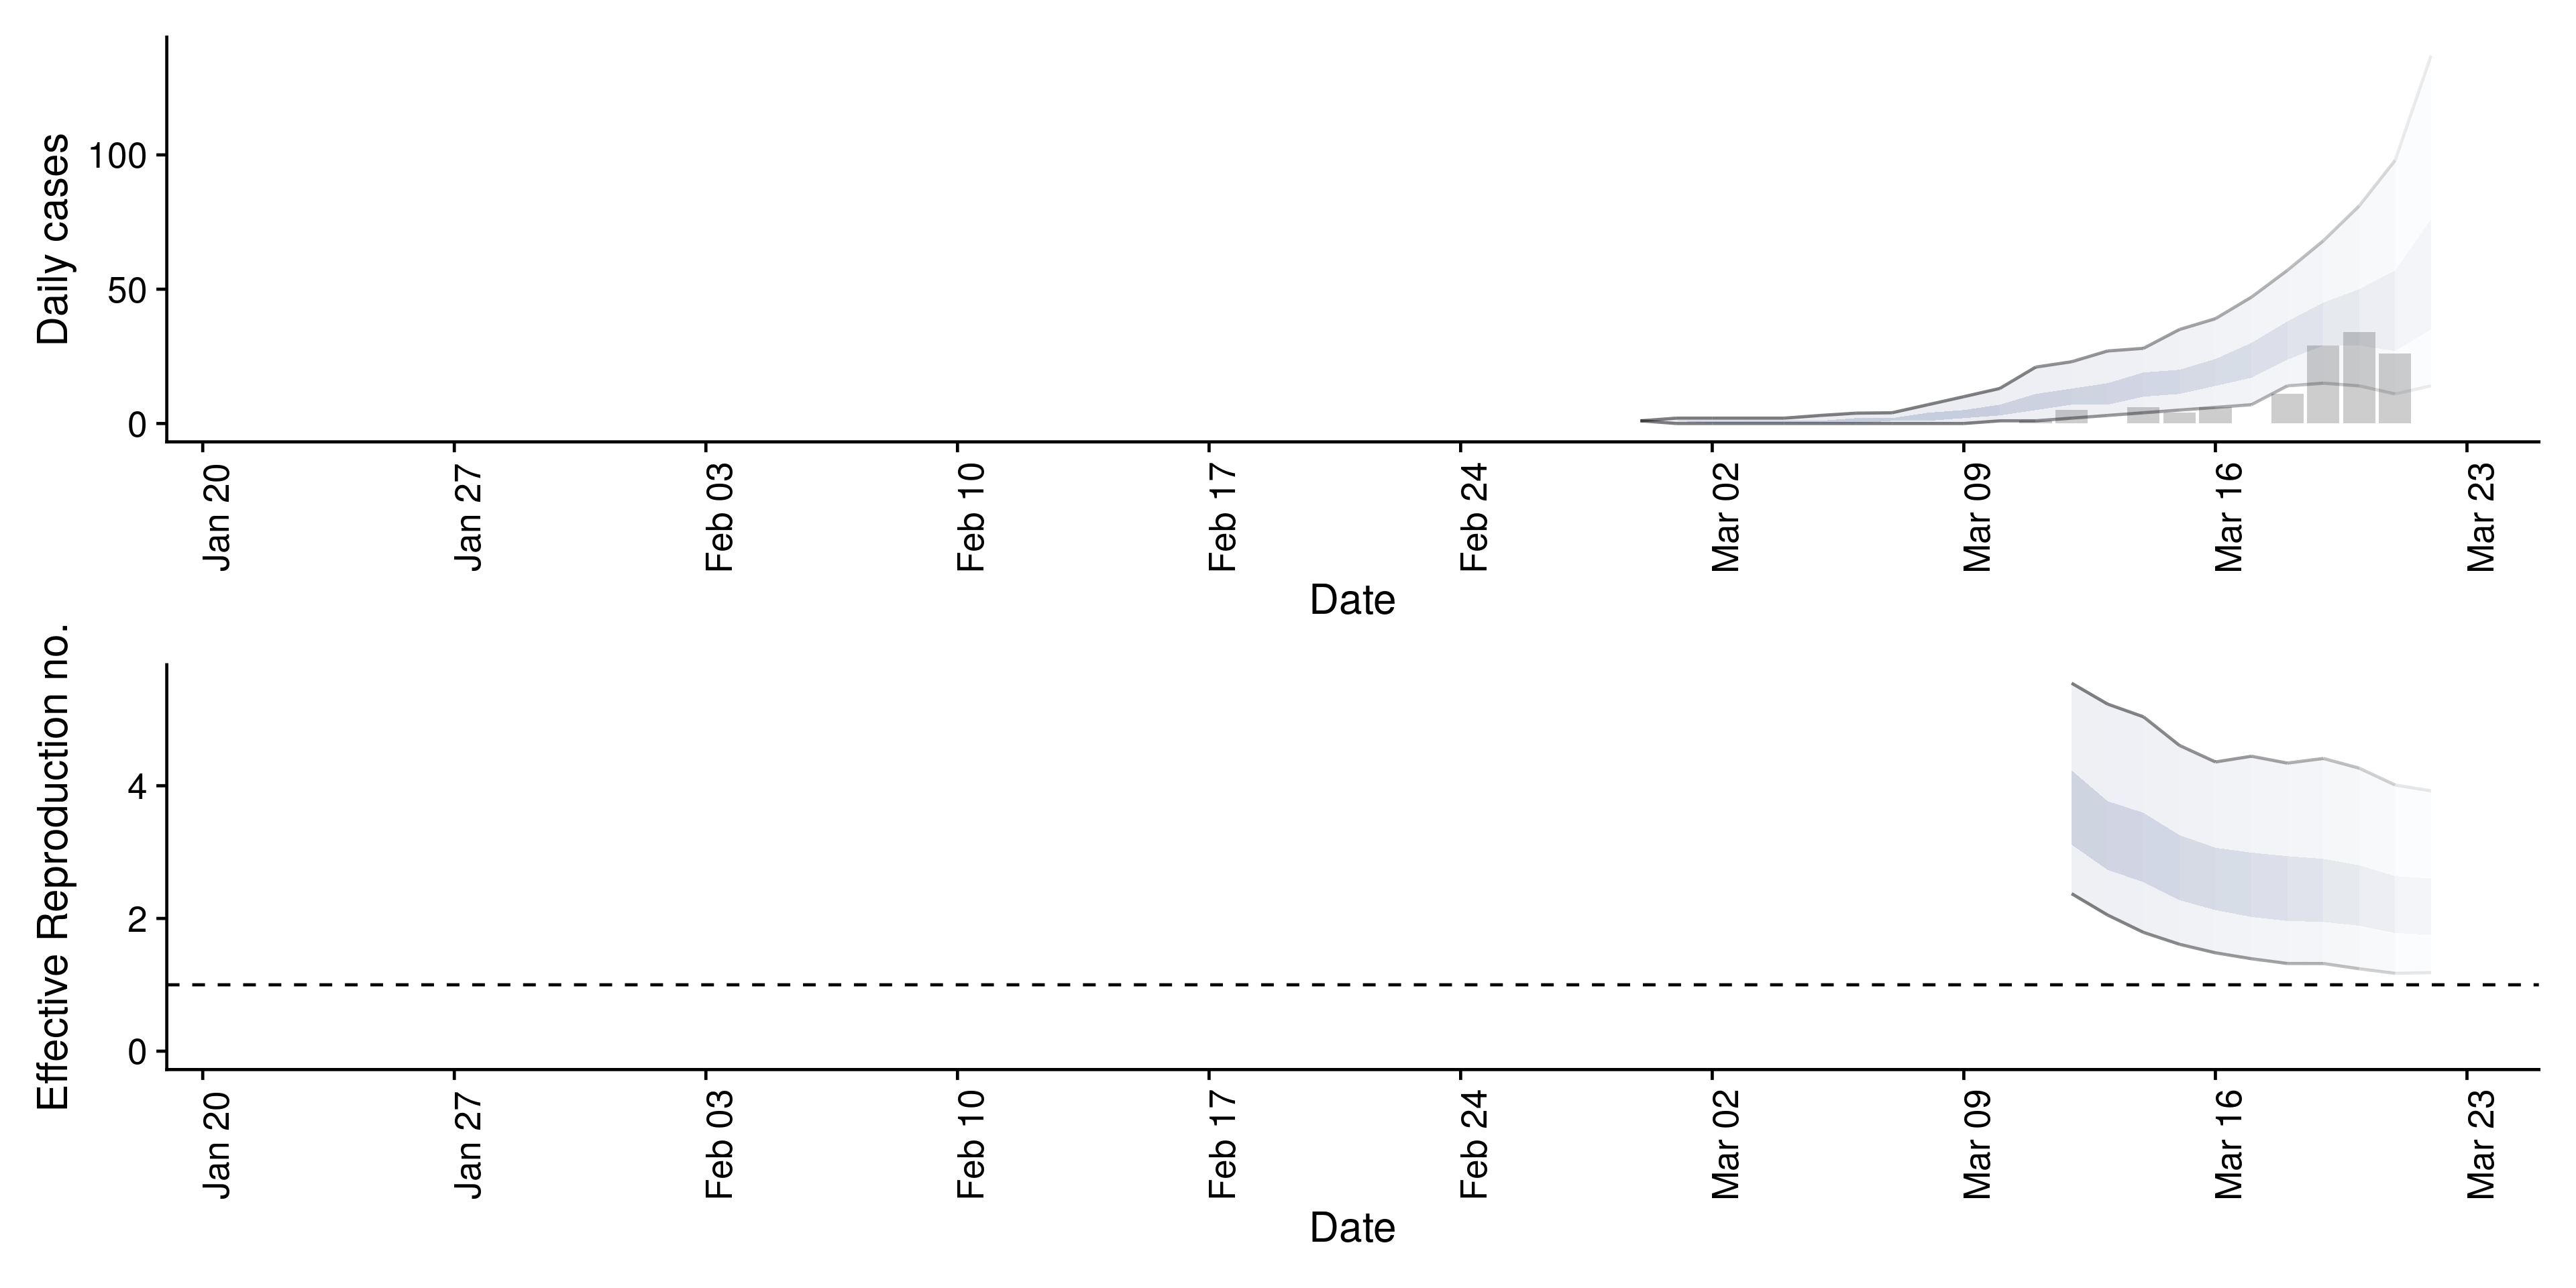 Daily cases
100
50
0
Jan 20
Jan 27
Feb 03
Feb 10
Feb 17
Feb 24
Mar 02
Mar 09
Mar 16
Mar 23
Date
Effective Reproduction no.
4
2
0
Jan 20
Jan 27
Feb 03
Feb 10
Feb 17
Feb 24
Mar 02
Mar 09
Mar 16
Mar 23
Date